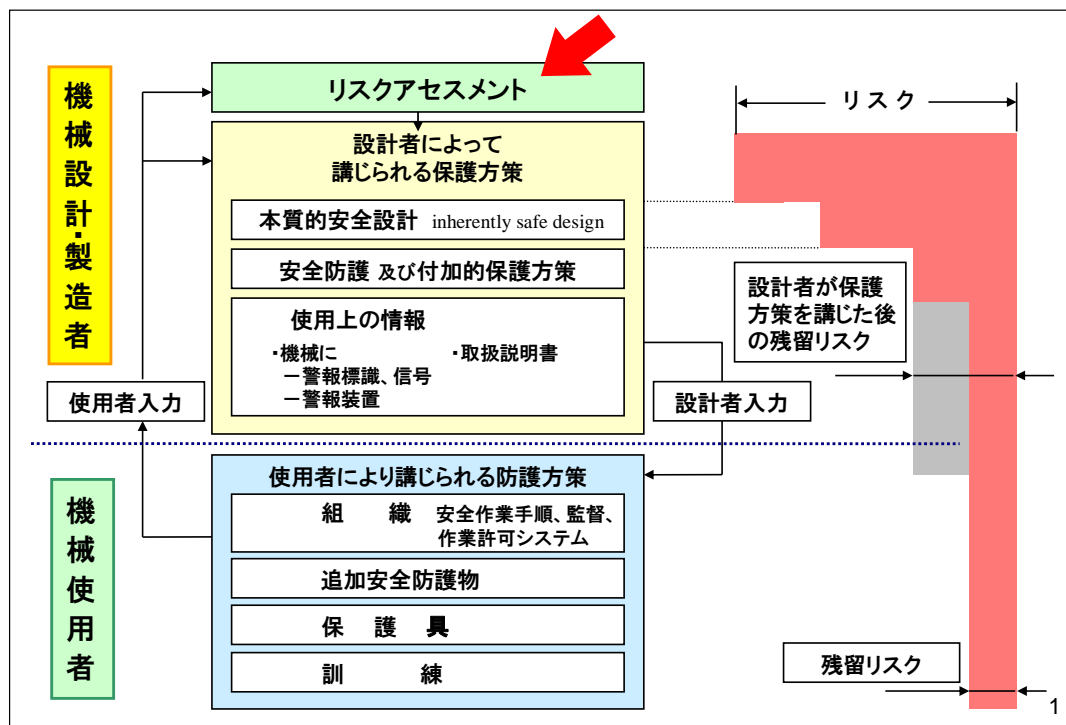 機械設計・製造者
リスクアセスメント
設計者によって
講じられる保護方策
本質的安全設計 inherently safe design
安全防護 及び付加的保護方策
使用上の情報
・機械に ・取扱説明書
－警報標識、信号
－警報装置
使用者入力
設計者入力
リスク
設計者が保護
方策を講じた後
の残留リスク
機械使用者
使用者により講じられる防護方策
組 織 安全作業手順、監督、
作業許可システム
追加安全防護物
保 護 具
訓 練
残留リスク
1